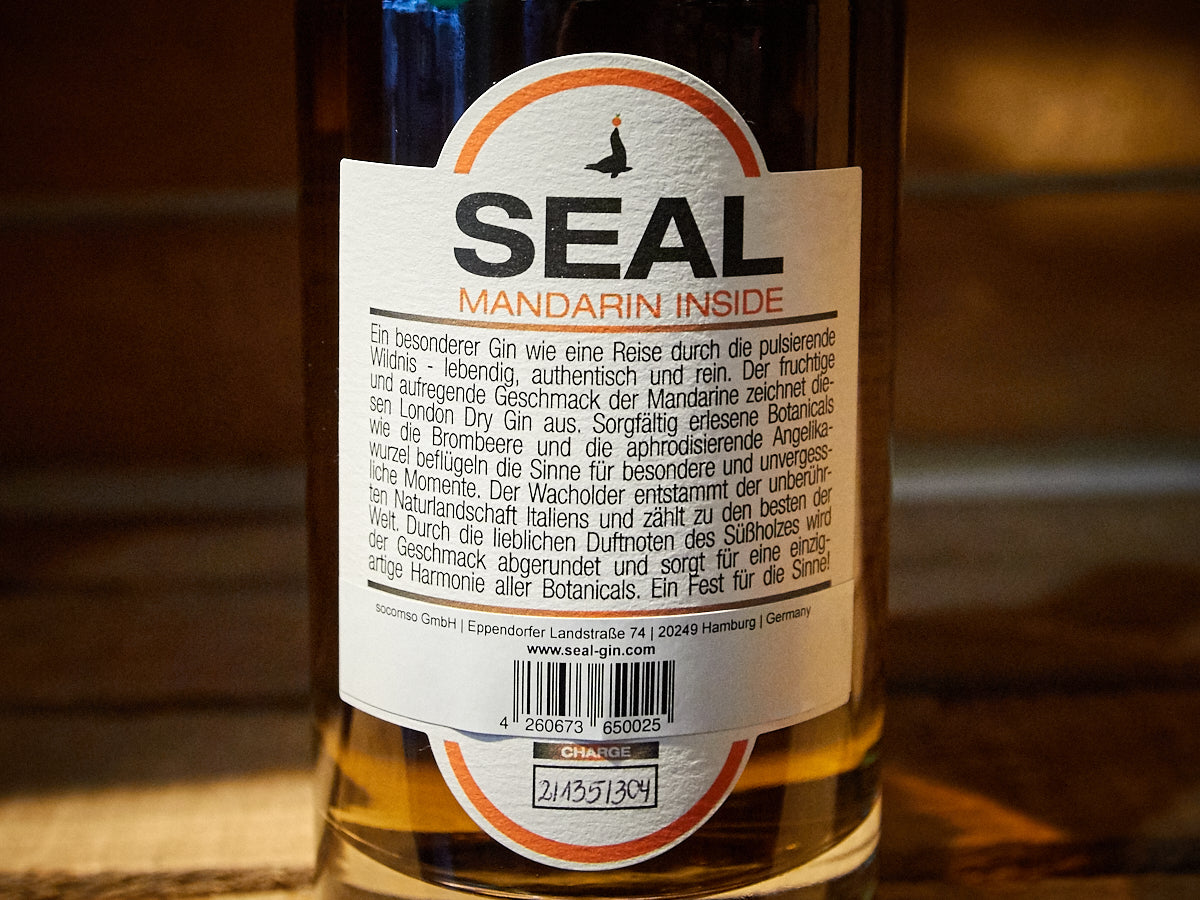 SEAL
MANDARIN INSIDE
Ein besonderer Gin wie eine Reise durch die pulsierende
Wildnis - lebendig, authentisch und rein. Der fruchtige
und aufregende Geschmack der Mandarine zeichnet die-
sen London Dry Gin aus. Sorgfältig erlesene Botanicals
wie die Brombeere und die aphrodisierende Angelika-
wurzel beflügeln die Sinne für besondere und unvergess-
liche Momente. Der Wacholder entstammt der unberühr-
ten Naturlandschaft Italiens und zählt zu den besten der
Welt. Durch die lieblichen Duftnoten des Süßholzes wird
der Geschmack abgerundet und sorgt für eine einzig-
artige Harmonie aller Botanicals. Ein Fest für die Sinne!
socomso GmbH | Eppendorfer Landstraße 74 | 20249 Hamburg | Germany
www.seal-gin.com
4 260673 650025
CHARGE
211351304